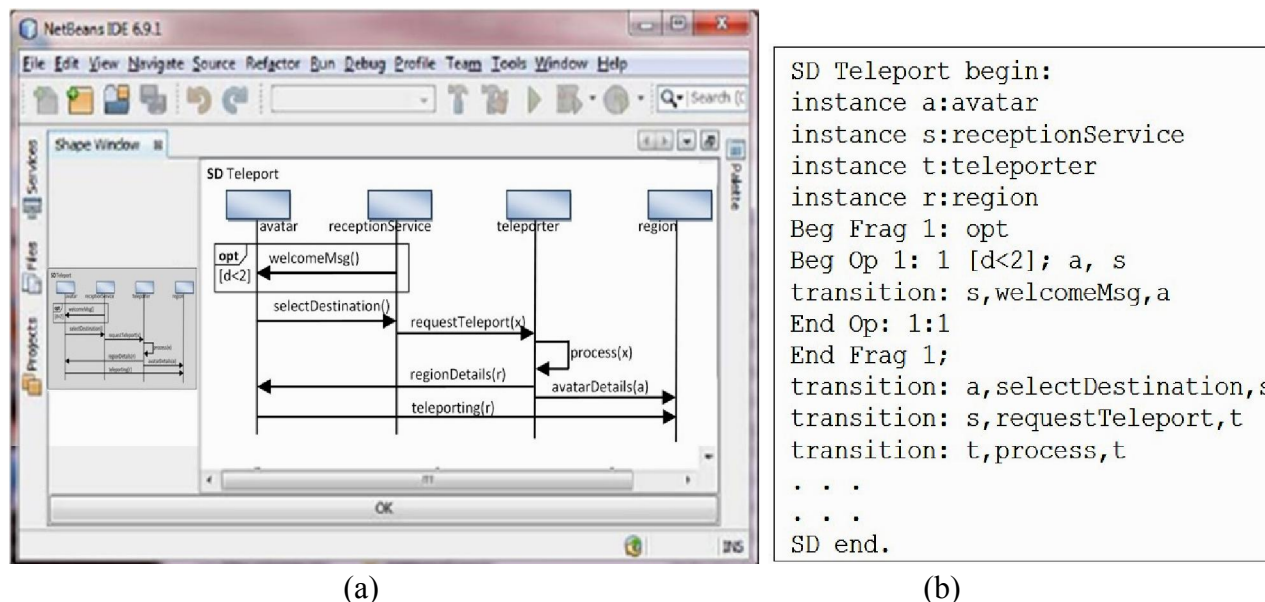 NetBeans IDE 6.9.1
File Edit View Navigate Source Refactor Run Debug Profile Team Tools Window Help
Search (C
Services
Files
Projects
Shape Window
Palette
SD Teleport
avatar receptionService teleporter region
opt
welcomeMsg()
[d<2]
selectDestination()
requestTeleport(x)
process(x)
regionDetails(r)
avatarDetails(a)
teleporting(r)
OK
INS
(a)
SD Teleport begin:
instance a:avatar
instance s:receptionService
instance t:teleporter
instance r:region
Beg Frag 1: opt
Beg Op 1: 1 [d<2]; a, s
transition: s,welcomeMsg,a
End Op: 1:1
End Frag 1;
transition: a,selectDestination,s
transition: s,requestTeleport,t
transition: t,process,t
. . .
. . .
SD end.
(b)